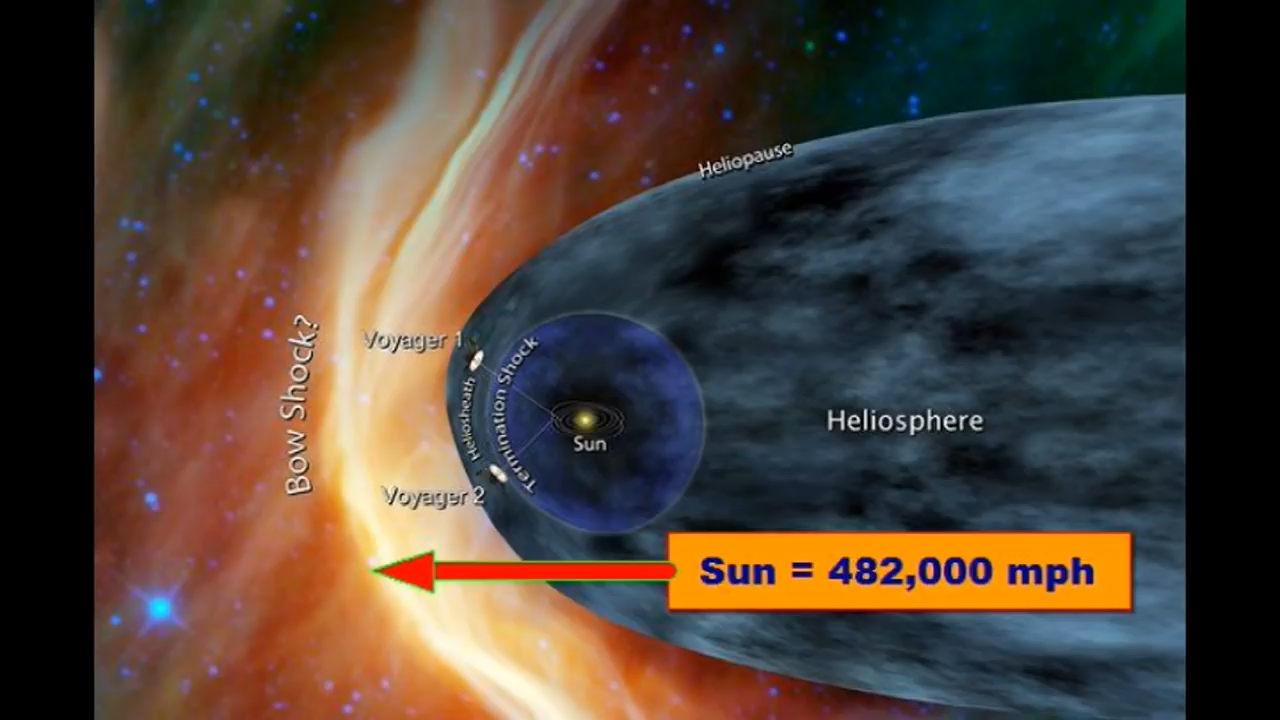 Heliopause
Bow Shock?
Voyager 1
Heliosheath
Termination Shock
Sun
Heliosphere
Voyager 2
Sun = 482,000 mph